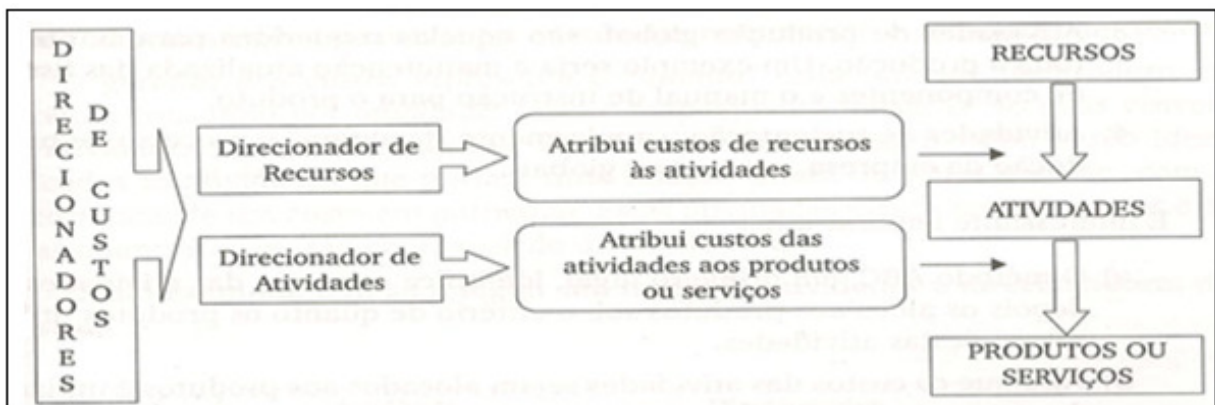 DIRECIONADORES
DE CUSTOS
Direcionador de
Recursos
Atribui custos de recursos
às atividades
Direcionador de
Atividades
Atribui custos das
atividades aos produtos
ou serviços
RECURSOS
ATIVIDADES
PRODUTOS OU
SERVIÇOS